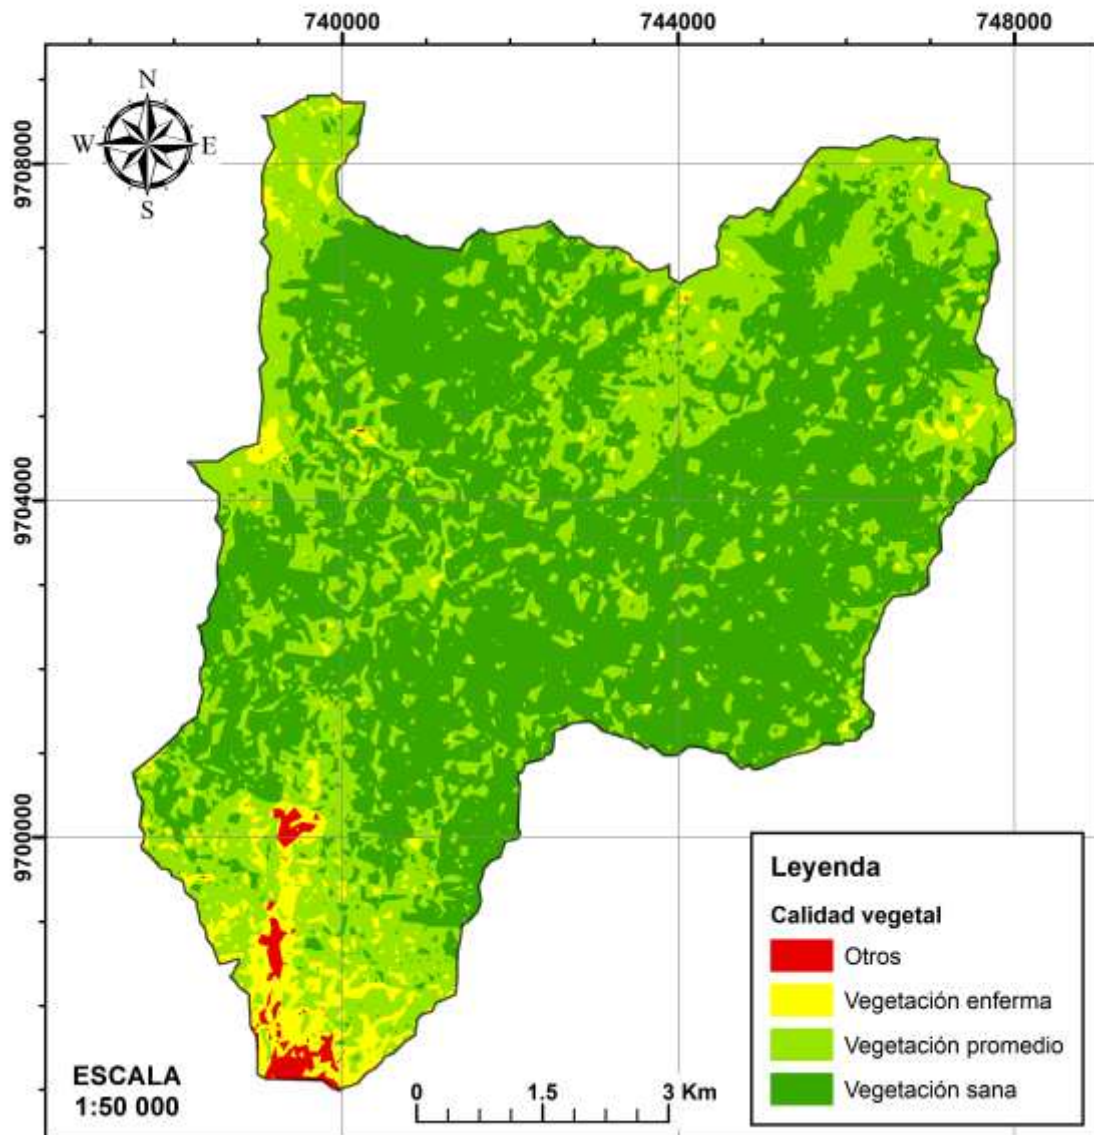 740000 744000 748000
N
W E
S
9708000
9704000
9700000
Leyenda
Calidad vegetal
Otros
Vegetación enferma
Vegetación promedio
Vegetación sana
ESCALA
1:50 000
0 1.5 3 Km